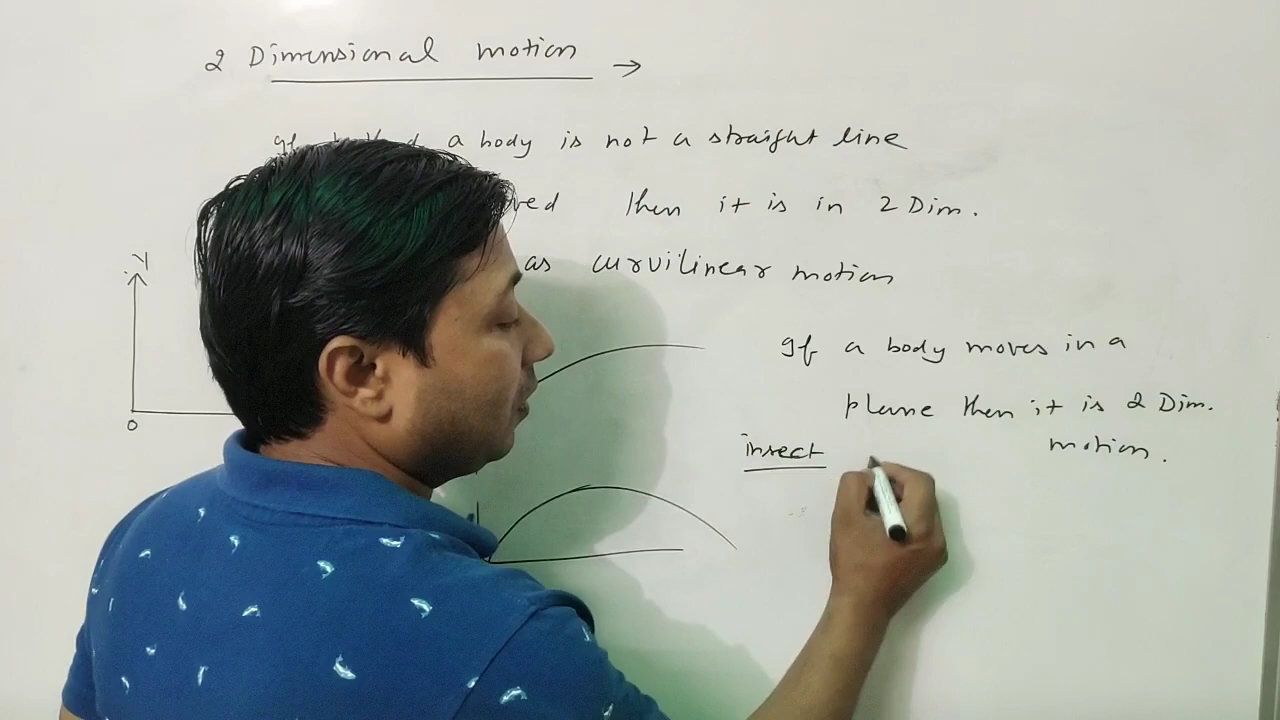 2 Dimensional motion →
If a body is not a straight line
then it is in 2 Dim.
as curvilinear motion
Y
If a body moves in a
O
plane then it is 2 Dim.
insect motion.